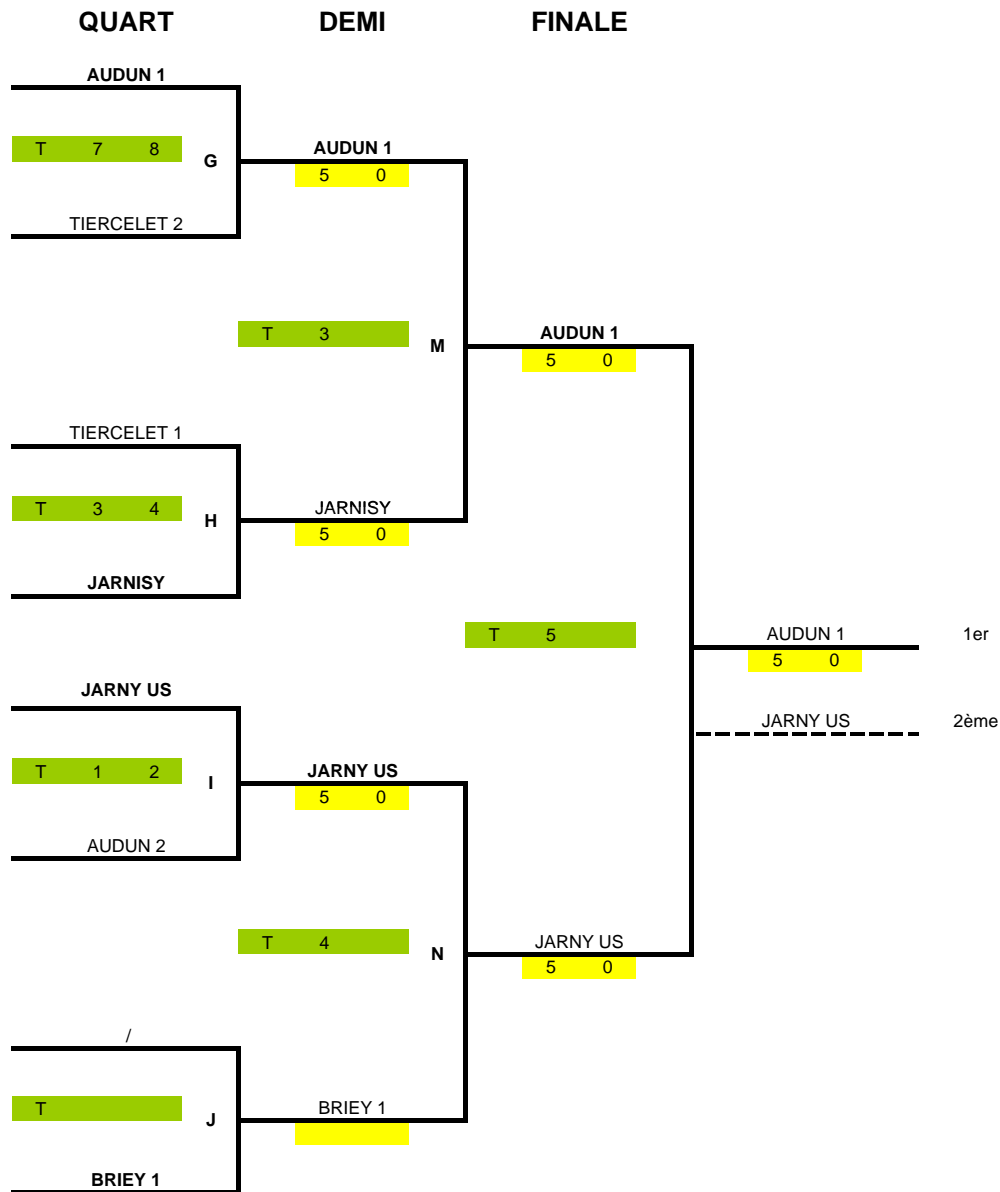 QUART DEMI FINALE
AUDUN 1
T 7 8 G AUDUN 1
5 0
TIERCELET 2
T 3 M AUDUN 1
5 0
TIERCELET 1
T 3 4 H JARNISY
5 0
JARNISY
T 5 AUDUN 1 1er
5 0
JARNY US
JARNY US 2ème
T 1 2 I JARNY US
5 0
AUDUN 2
T 4 N JARNY US
5 0
/
T J BRIEY 1
BRIEY 1